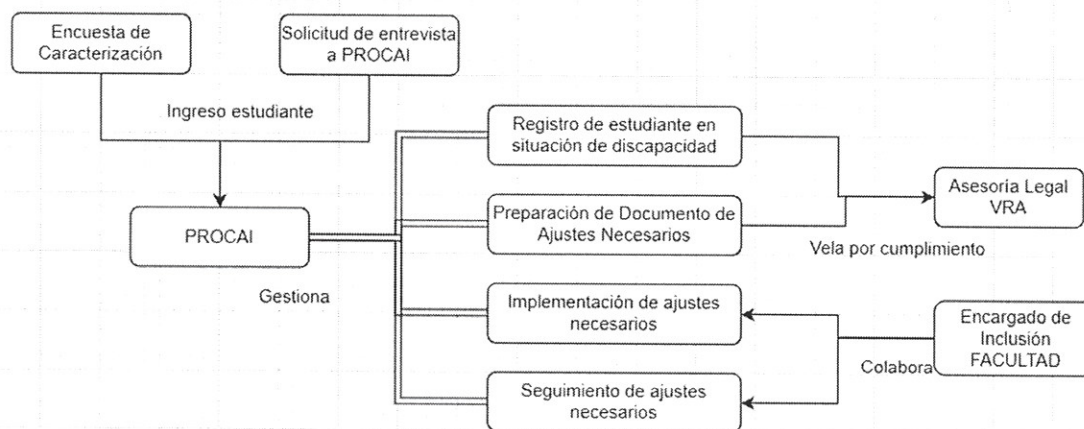 Encuesta de
Caracterización
Solicitud de entrevista
a PROCAI
Ingreso estudiante
PROCAI
Gestiona
Registro de estudiante en
situación de discapacidad
Preparación de Documento de
Ajustes Necesarios
Implementación de ajustes
necesarios
Seguimiento de ajustes
necesarios
Asesoría Legal
VRA
Vela por cumplimiento
Encargado de
Inclusión
FACULTAD
Colabora